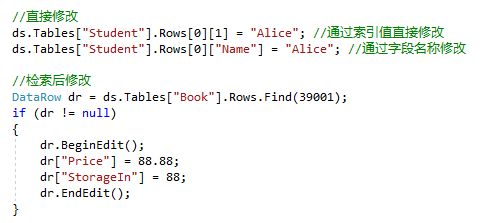 //直接修改
ds.Tables["Student"].Rows[0][1] = "Alice"; //通过索引值直接修改
ds.Tables["Student"].Rows[0]["Name"] = "Alice"; //通过字段名称修改
//检索后修改
DataRow dr = ds.Tables["Book"].Rows.Find(39001);
if (dr != null)
{
    dr.BeginEdit();
    dr["Price"] = 88.88;
    dr["StorageIn"] = 88;
    dr.EndEdit();
}